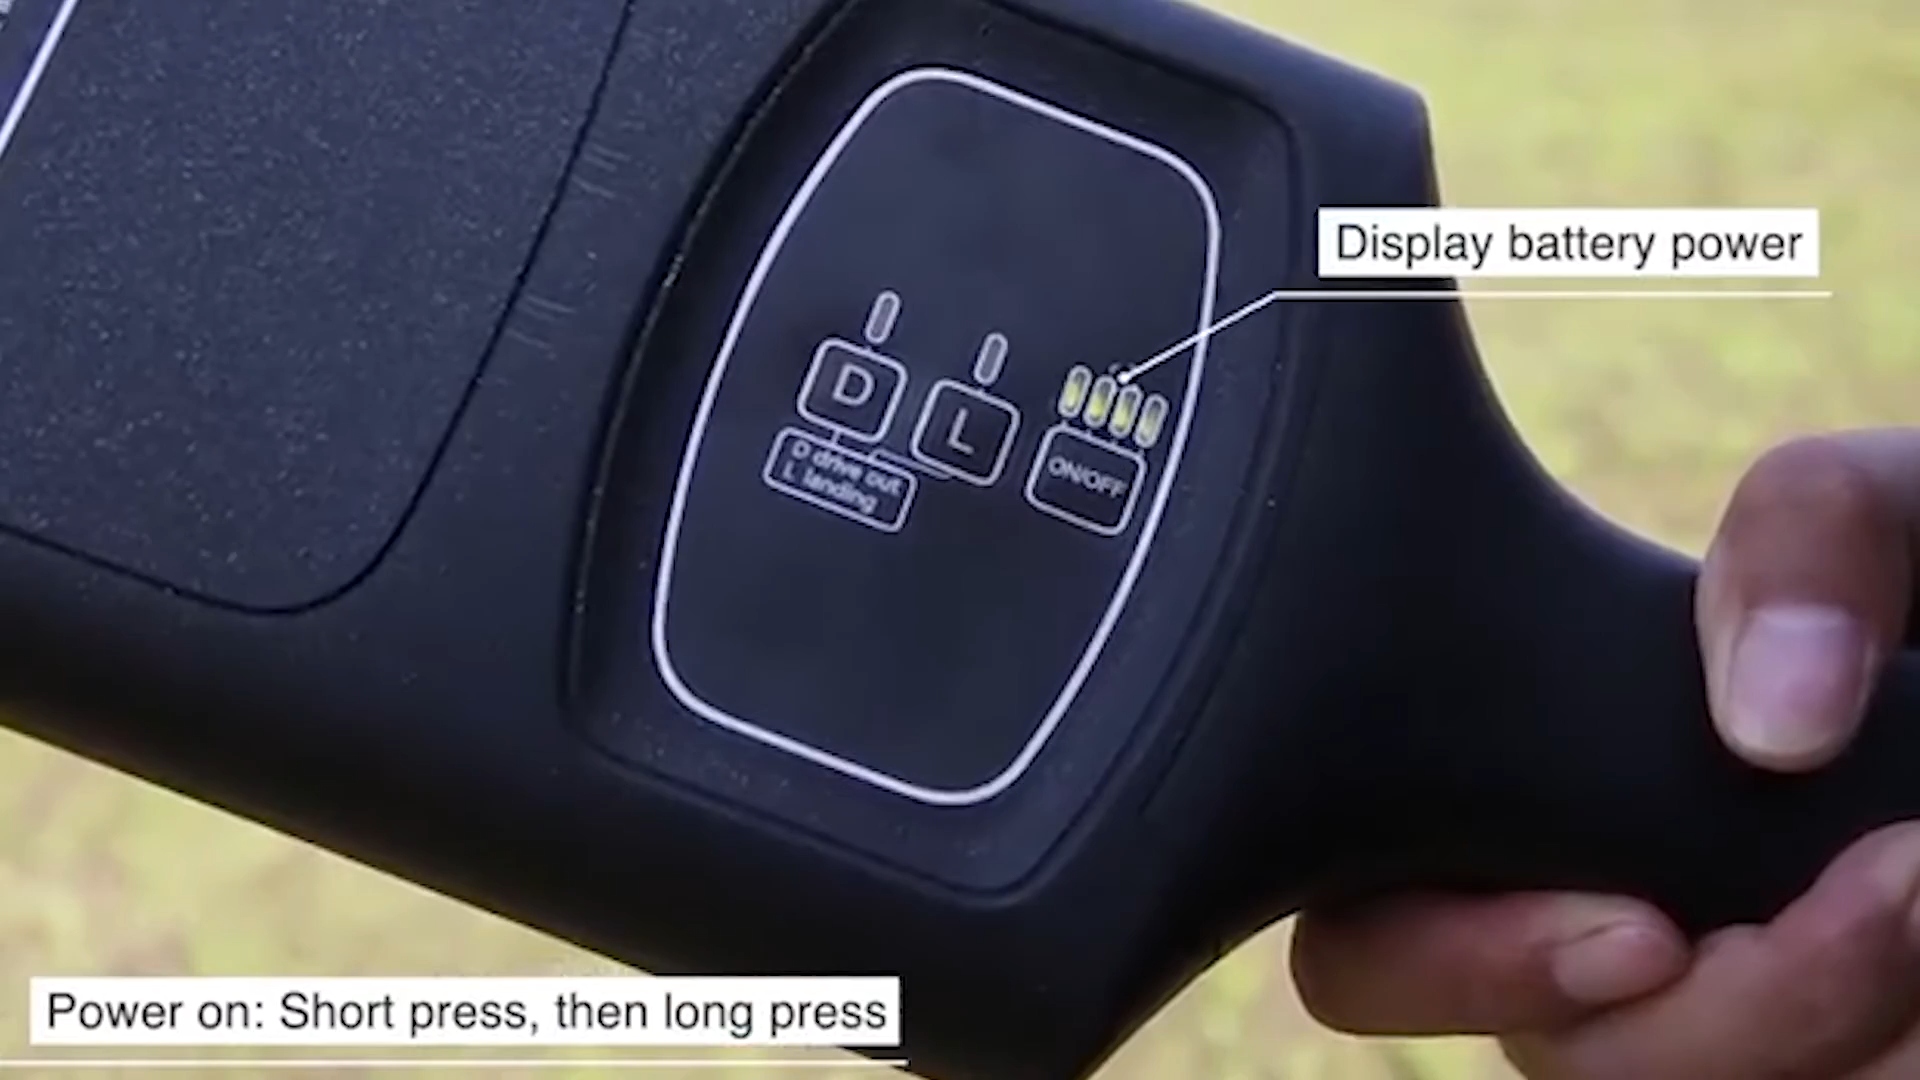 Display battery power
D
L
ON/OFF
D drive out
L landing
Power on: Short press, then long press